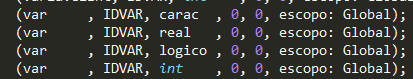 (var     , IDVAR, carac  , 0, 0, escopo: Global);
(var     , IDVAR, real   , 0, 0, escopo: Global);
(var     , IDVAR, logico , 0, 0, escopo: Global);
(var     , IDVAR, int    , 0, 0, escopo: Global);